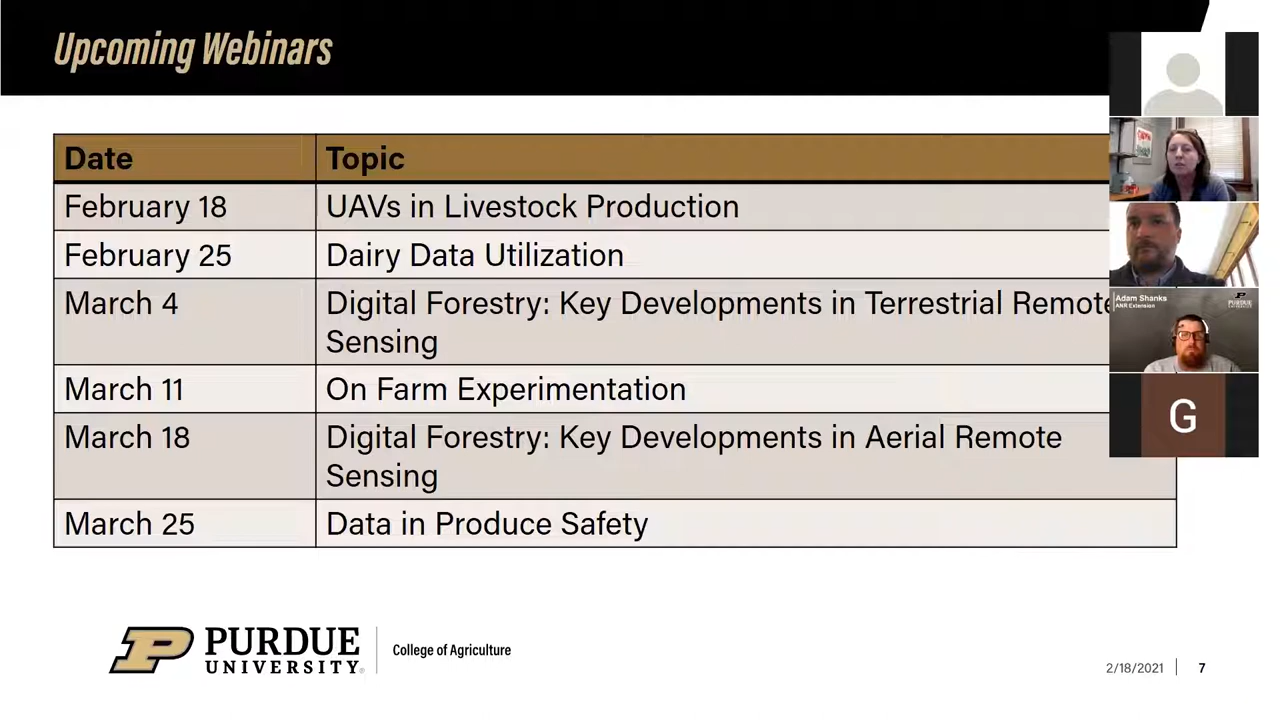 Upcoming Webinars
Date
Topic
February 18
UAVs in Livestock Production
February 25
Dairy Data Utilization
March 4
Digital Forestry: Key Developments in Terrestrial Remote
Sensing
March 11
On Farm Experimentation
March 18
Digital Forestry: Key Developments in Aerial Remote
Sensing
March 25
Data in Produce Safety
Adam Shanks
ANR Extension
P
PURDUE
UNIVERSITY
G
P
PURDUE
UNIVERSITY
College of Agriculture
2/18/2021
7